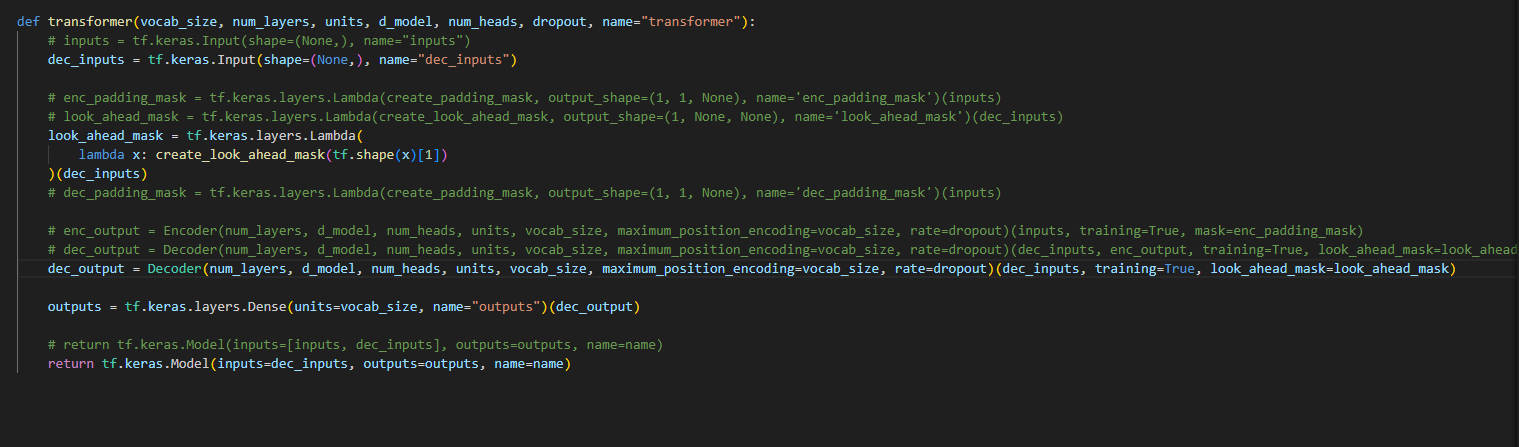 def transformer(vocab_size, num_layers, units, d_model, num_heads, dropout, name="transformer"):
    # inputs = tf.keras.Input(shape=(None,), name="inputs")
    dec_inputs = tf.keras.Input(shape=(None,), name="dec_inputs")

    # enc_padding_mask = tf.keras.layers.Lambda(create_padding_mask, output_shape=(1, 1, None), name='enc_padding_mask')(inputs)
    # look_ahead_mask = tf.keras.layers.Lambda(create_look_ahead_mask, output_shape=(1, None, None), name='look_ahead_mask')(dec_inputs)
    look_ahead_mask = tf.keras.layers.Lambda(
        lambda x: create_look_ahead_mask(tf.shape(x)[1])
    )(dec_inputs)
    # dec_padding_mask = tf.keras.layers.Lambda(create_padding_mask, output_shape=(1, 1, None), name='dec_padding_mask')(inputs)

    # enc_output = Encoder(num_layers, d_model, num_heads, units, vocab_size, maximum_position_encoding=vocab_size, rate=dropout)(inputs, training=True, mask=enc_padding_mask)
    # dec_output = Decoder(num_layers, d_model, num_heads, units, vocab_size, maximum_position_encoding=vocab_size, rate=dropout)(dec_inputs, enc_output, training=True, look_ahead_mask=look_ahead
    dec_output = Decoder(num_layers, d_model, num_heads, units, vocab_size, maximum_position_encoding=vocab_size, rate=dropout)(dec_inputs, training=True, look_ahead_mask=look_ahead_mask)

    outputs = tf.keras.layers.Dense(units=vocab_size, name="outputs")(dec_output)

    # return tf.keras.Model(inputs=[inputs, dec_inputs], outputs=outputs, name=name)
    return tf.keras.Model(inputs=dec_inputs, outputs=outputs, name=name)